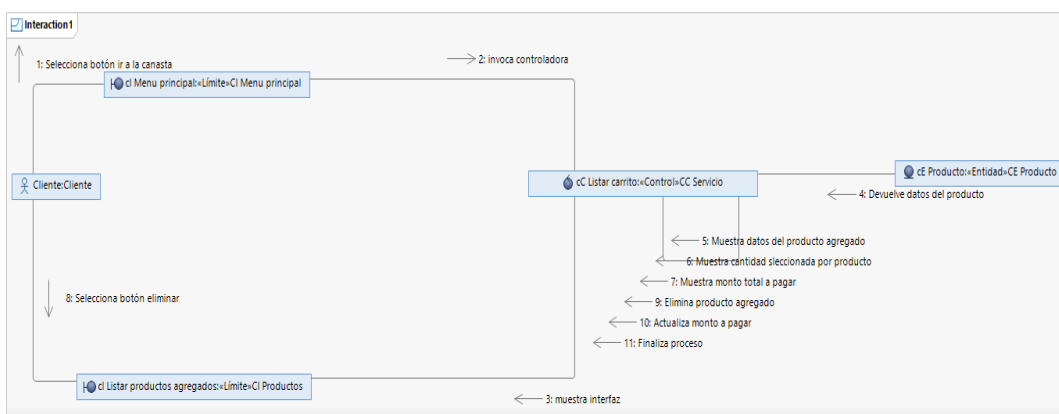 Interaction1
1: Selecciona botón ir a la canasta
2: invoca controladora
cI Menu principal:«Límite»CI Menu principal
Cliente:Cliente
cC Listar carrito:«Control»CC Servicio
cE Producto:«Entidad»CE Producto
4: Devuelve datos del producto
5: Muestra datos del producto agregado
6: Muestra cantidad sleccionada por producto
7: Muestra monto total a pagar
8: Selecciona botón eliminar
9: Elimina producto agregado
10: Actualiza monto a pagar
11: Finaliza proceso
cI Listar productos agregados:«Límite»CI Productos
3: muestra interfaz